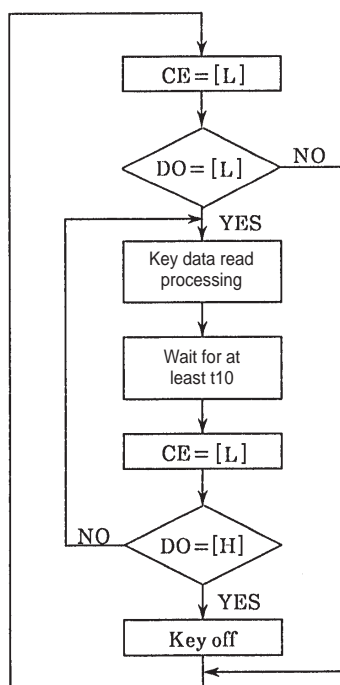 CE=[L]
DO=[L]
NO
YES
Key data read
processing
Wait for at
least t10
CE=[L]
NO
DO=[H]
YES
Key off